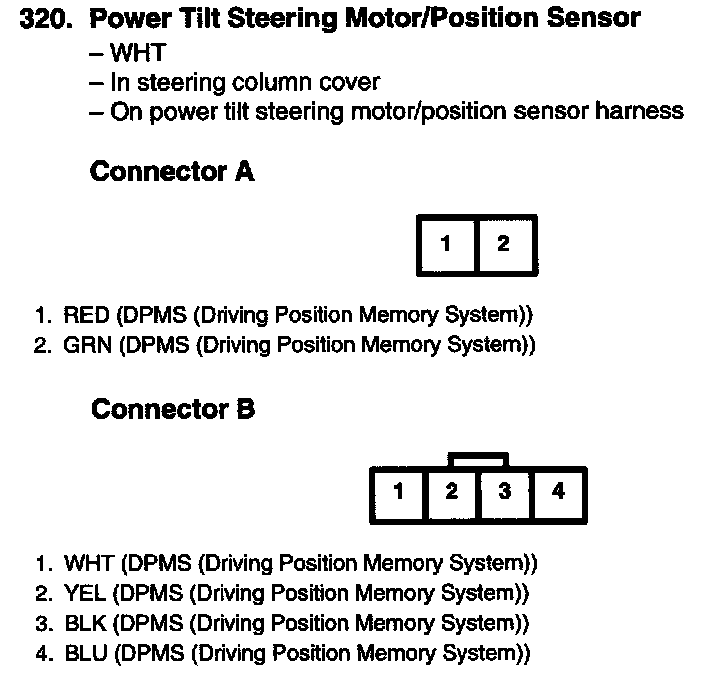 320. Power Tilt Steering Motor/Position Sensor
– WHT
– In steering column cover
– On power tilt steering motor/position sensor harness
Connector A
1 2
1. RED (DPMS (Driving Position Memory System))
2. GRN (DPMS (Driving Position Memory System))
Connector B
1 2 3 4
1. WHT (DPMS (Driving Position Memory System))
2. YEL (DPMS (Driving Position Memory System))
3. BLK (DPMS (Driving Position Memory System))
4. BLU (DPMS (Driving Position Memory System))